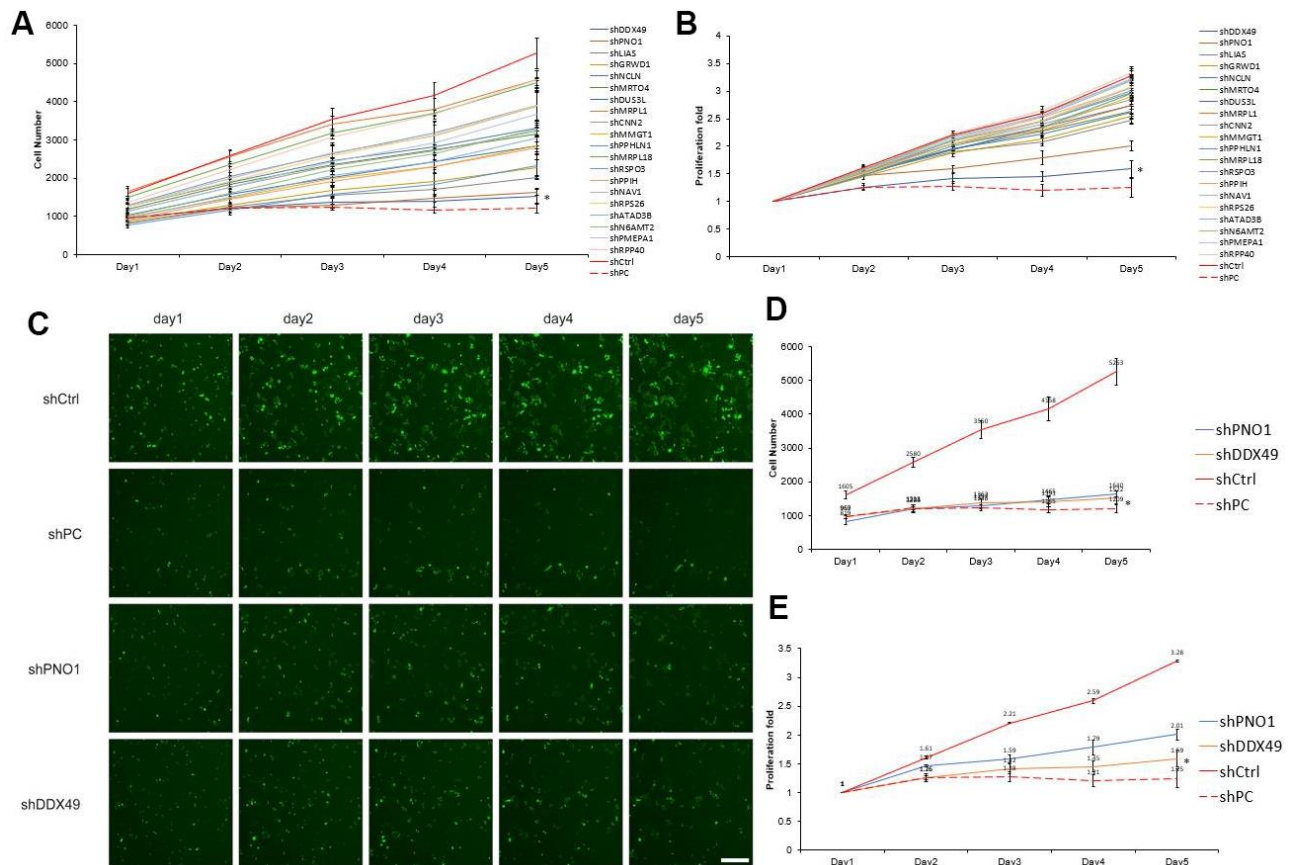 A
6000
5000
4000
3000
2000
1000
0
Cell Number
Day1 Day2 Day3 Day4 Day5
*
shDDX49
shPNO1
shLIAS
shGRWD1
shNCLN
shMRTO4
shDUS3L
shMRPL1
shCNN2
shMMGT1
shPPHLN1
shMRPL18
shRSPO3
shPPIH
shNAV1
shRPS26
shATAD3B
shN6AMT2
shPMEPA1
shRPP40
shCtrl
shPC
B
4
3.5
3
2.5
2
1.5
1
0.5
0
Proliferation fold
Day1 Day2 Day3 Day4 Day5
*
shDDX49
shPNO1
shLIAS
shGRWD1
shNCLN
shMRTO4
shDUS3L
shMRPL1
shCNN2
shMMGT1
shPPHLN1
shMRPL18
shRSPO3
shPPIH
shNAV1
shRPS26
shATAD3B
shN6AMT2
shPMEPA1
shRPP40
shCtrl
shPC
C
day1 day2 day3 day4 day5
shCtrl
shPC
shPNO1
shDDX49
D
6000
5000
4000
3000
2000
1000
0
Cell Number
1605
2580
4158
5263
1640
1209
Day1 Day2 Day3 Day4 Day5
*
shPNO1
shDDX49
shCtrl
shPC
E
3.5
3
2.5
2
1.5
1
0.5
0
Proliferation fold
1.61
2.21
2.59
3.28
1.59
2.01
Day1 Day2 Day3 Day4 Day5
*
shPNO1
shDDX49
shCtrl
shPC